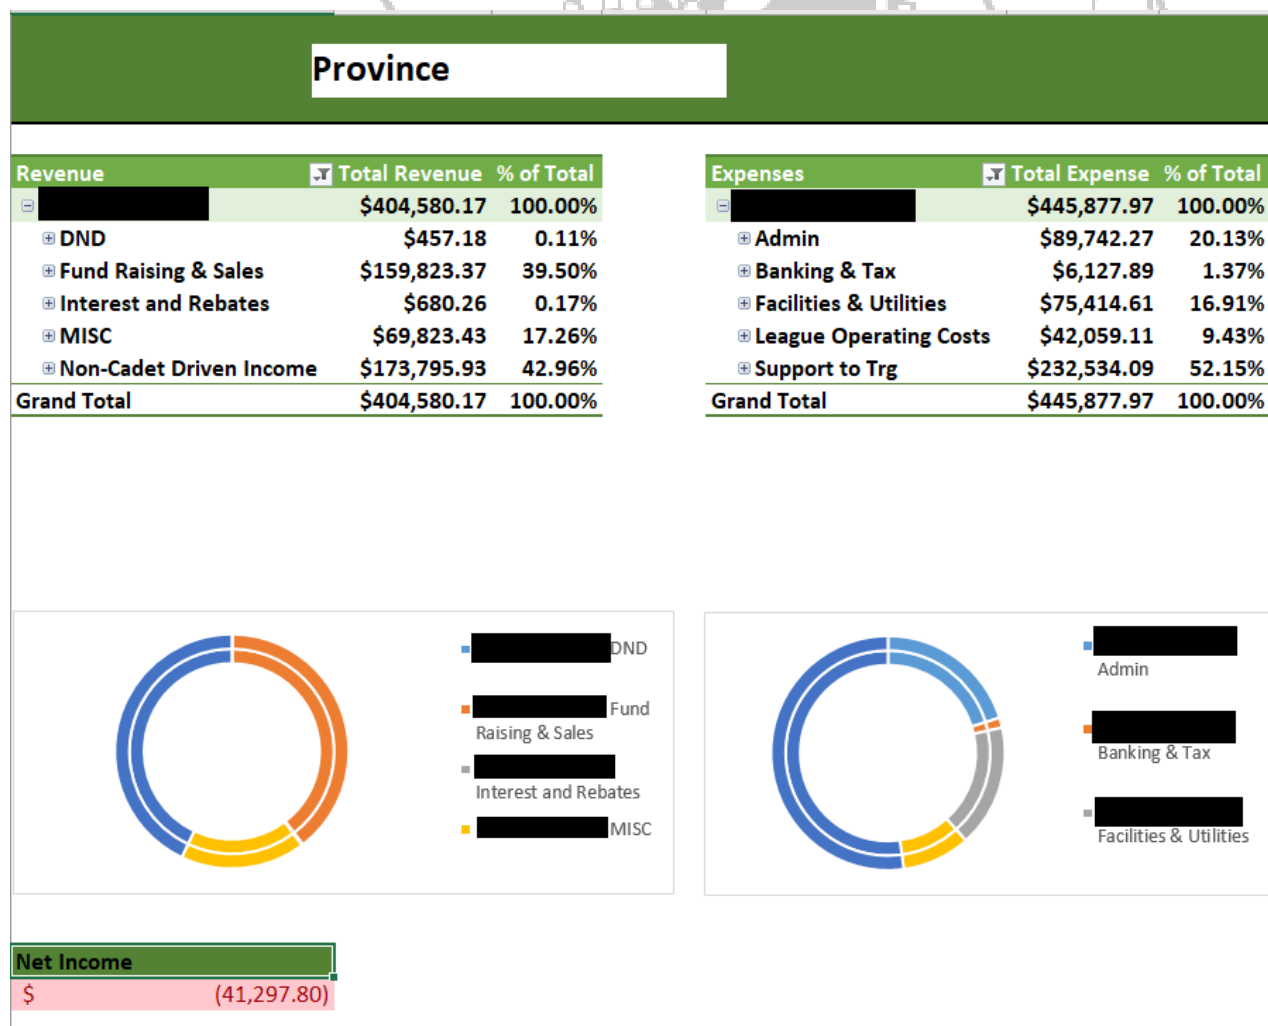 Province
Revenue Total Revenue % of Total
$404,580.17 100.00%
DND $457.18 0.11%
Fund Raising & Sales $159,823.37 39.50%
Interest and Rebates $680.26 0.17%
MISC $69,823.43 17.26%
Non-Cadet Driven Income $173,795.93 42.96%
Grand Total $404,580.17 100.00%
Expenses Total Expense % of Total
$445,877.97 100.00%
Admin $89,742.27 20.13%
Banking & Tax $6,127.89 1.37%
Facilities & Utilities $75,414.61 16.91%
League Operating Costs $42,059.11 9.43%
Support to Trg $232,534.09 52.15%
Grand Total $445,877.97 100.00%
DND
Fund
Raising & Sales
Interest and Rebates
MISC
Admin
Banking & Tax
Facilities & Utilities
Net Income
$ (41,297.80)